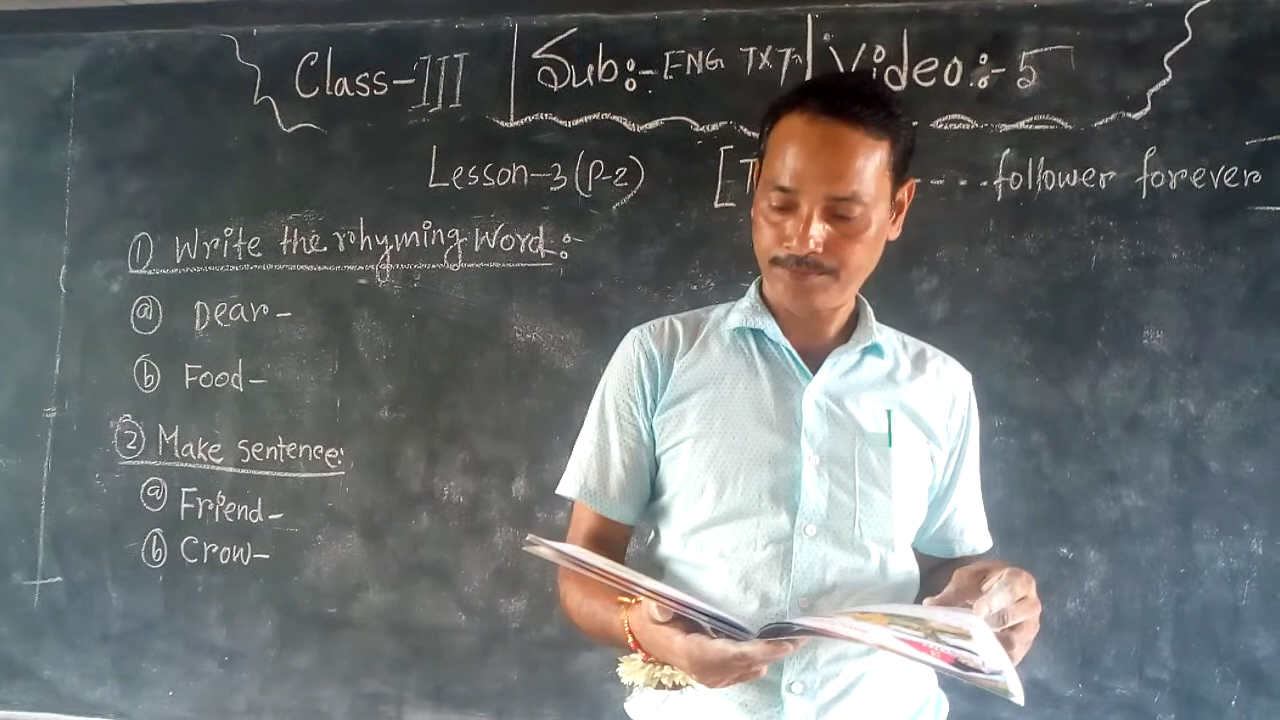 Class-III | Sub:- ENG TXT | Video:- 5
Lesson-3 (P-2) [T ---- follower forever
① Write the rhyming Word:-
ⓐ Dear-
ⓑ Food-
② Make sentence:
ⓐ Friend-
ⓑ Crow-